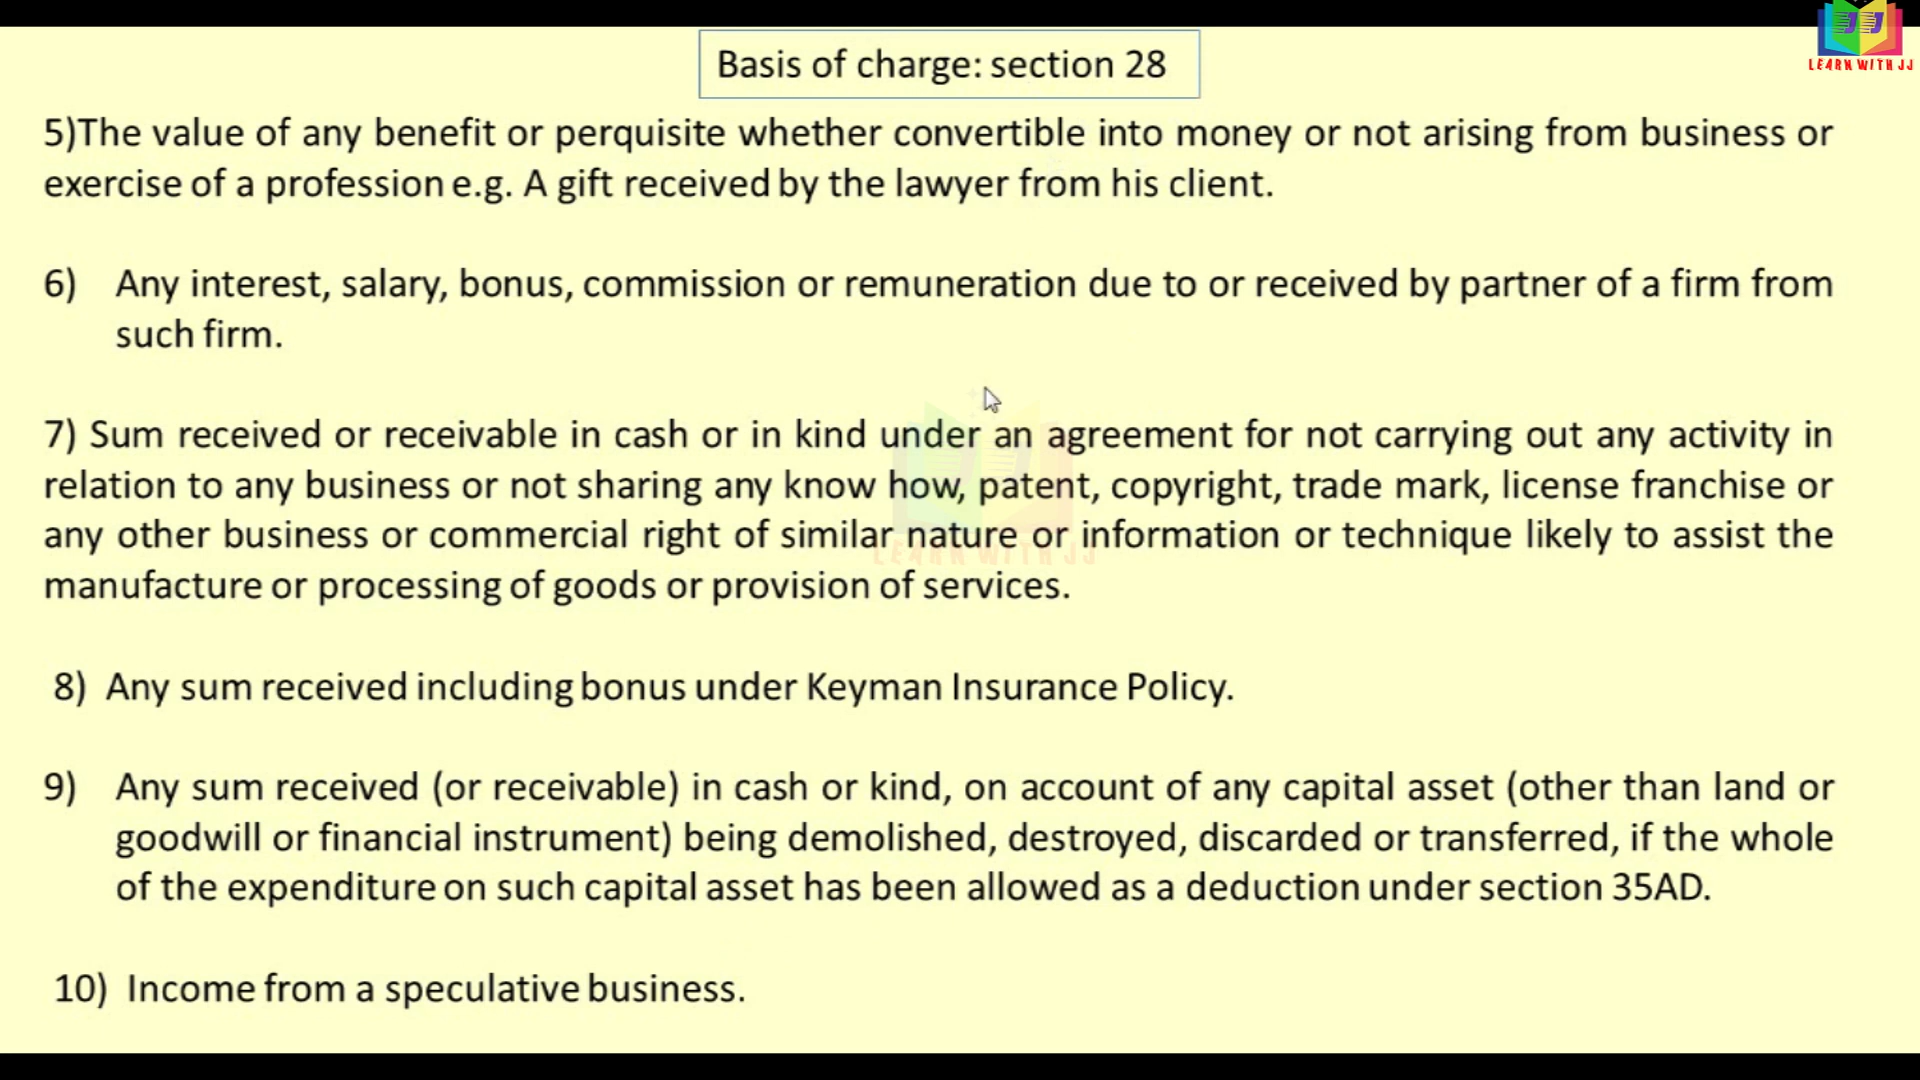 LEARN WITH JJ
Basis of charge: section 28
5)The value of any benefit or perquisite whether convertible into money or not arising from business or
exercise of a profession e.g. A gift received by the lawyer from his client.
6) Any interest, salary, bonus, commission or remuneration due to or received by partner of a firm from
such firm.
7) Sum received or receivable in cash or in kind under an agreement for not carrying out any activity in
relation to any business or not sharing any know how, patent, copyright, trade mark, license franchise or
any other business or commercial right of similar nature or information or technique likely to assist the
LEARN WITH JJ
manufacture or processing of goods or provision of services.
8) Any sum received including bonus under Keyman Insurance Policy.
9) Any sum received (or receivable) in cash or kind, on account of any capital asset (other than land or
goodwill or financial instrument) being demolished, destroyed, discarded or transferred, if the whole
of the expenditure on such capital asset has been allowed as a deduction under section 35AD.
10) Income from a speculative business.